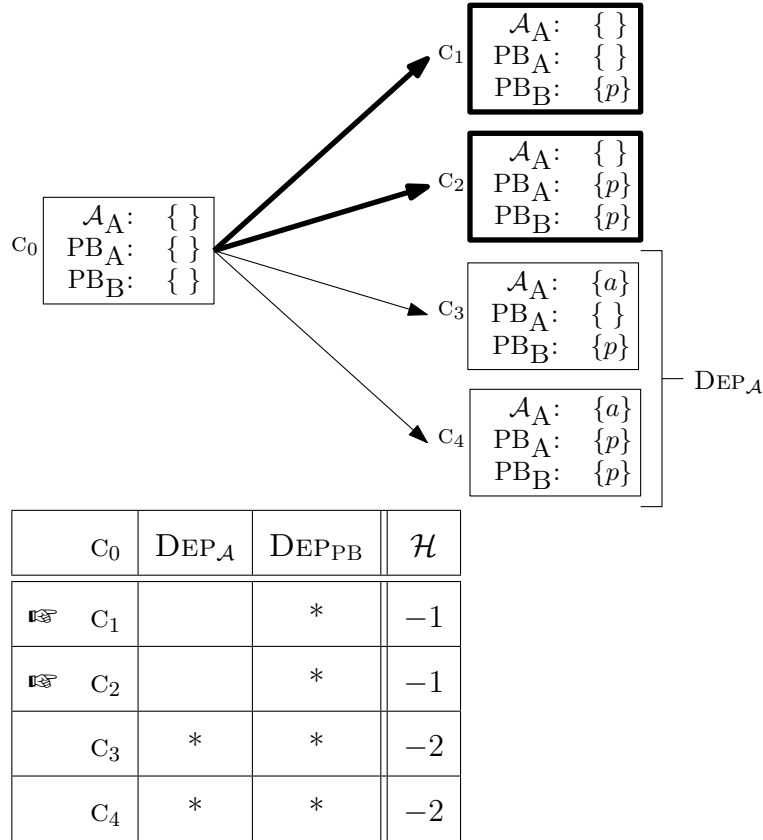 c₁ 𝒜_A: { }
PB_A: { }
PB_B: {p}
c₂ 𝒜_A: { }
PB_A: {p}
PB_B: {p}
c₀ 𝒜_A: { }
PB_A: { }
PB_B: { }
c₃ 𝒜_A: {a}
PB_A: { }
PB_B: {p}
DEP_𝒜
c₄ 𝒜_A: {a}
PB_A: {p}
PB_B: {p}
c₀ DEP_𝒜 DEP_PB ℋ
☞ c₁ * −1
☞ c₂ * −1
c₃ * * −2
c₄ * * −2